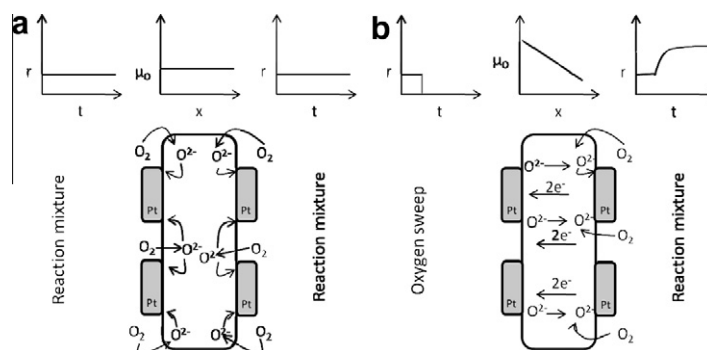 a
r
t
μo
x
r
t
b
r
t
μo
x
r
t
O2
O2-
O2-
O2
Pt
Pt
O2
O2-
O2-
O2
Pt
Pt
O2
O2-
O2-
O2
Reaction mixture
Reaction mixture
O2- O2-
O2
2e-
Pt
Pt
O2- O2-
2e-
O2
2e-
Pt
Pt
O2- O2-
O2
Oxygen sweep
Reaction mixture